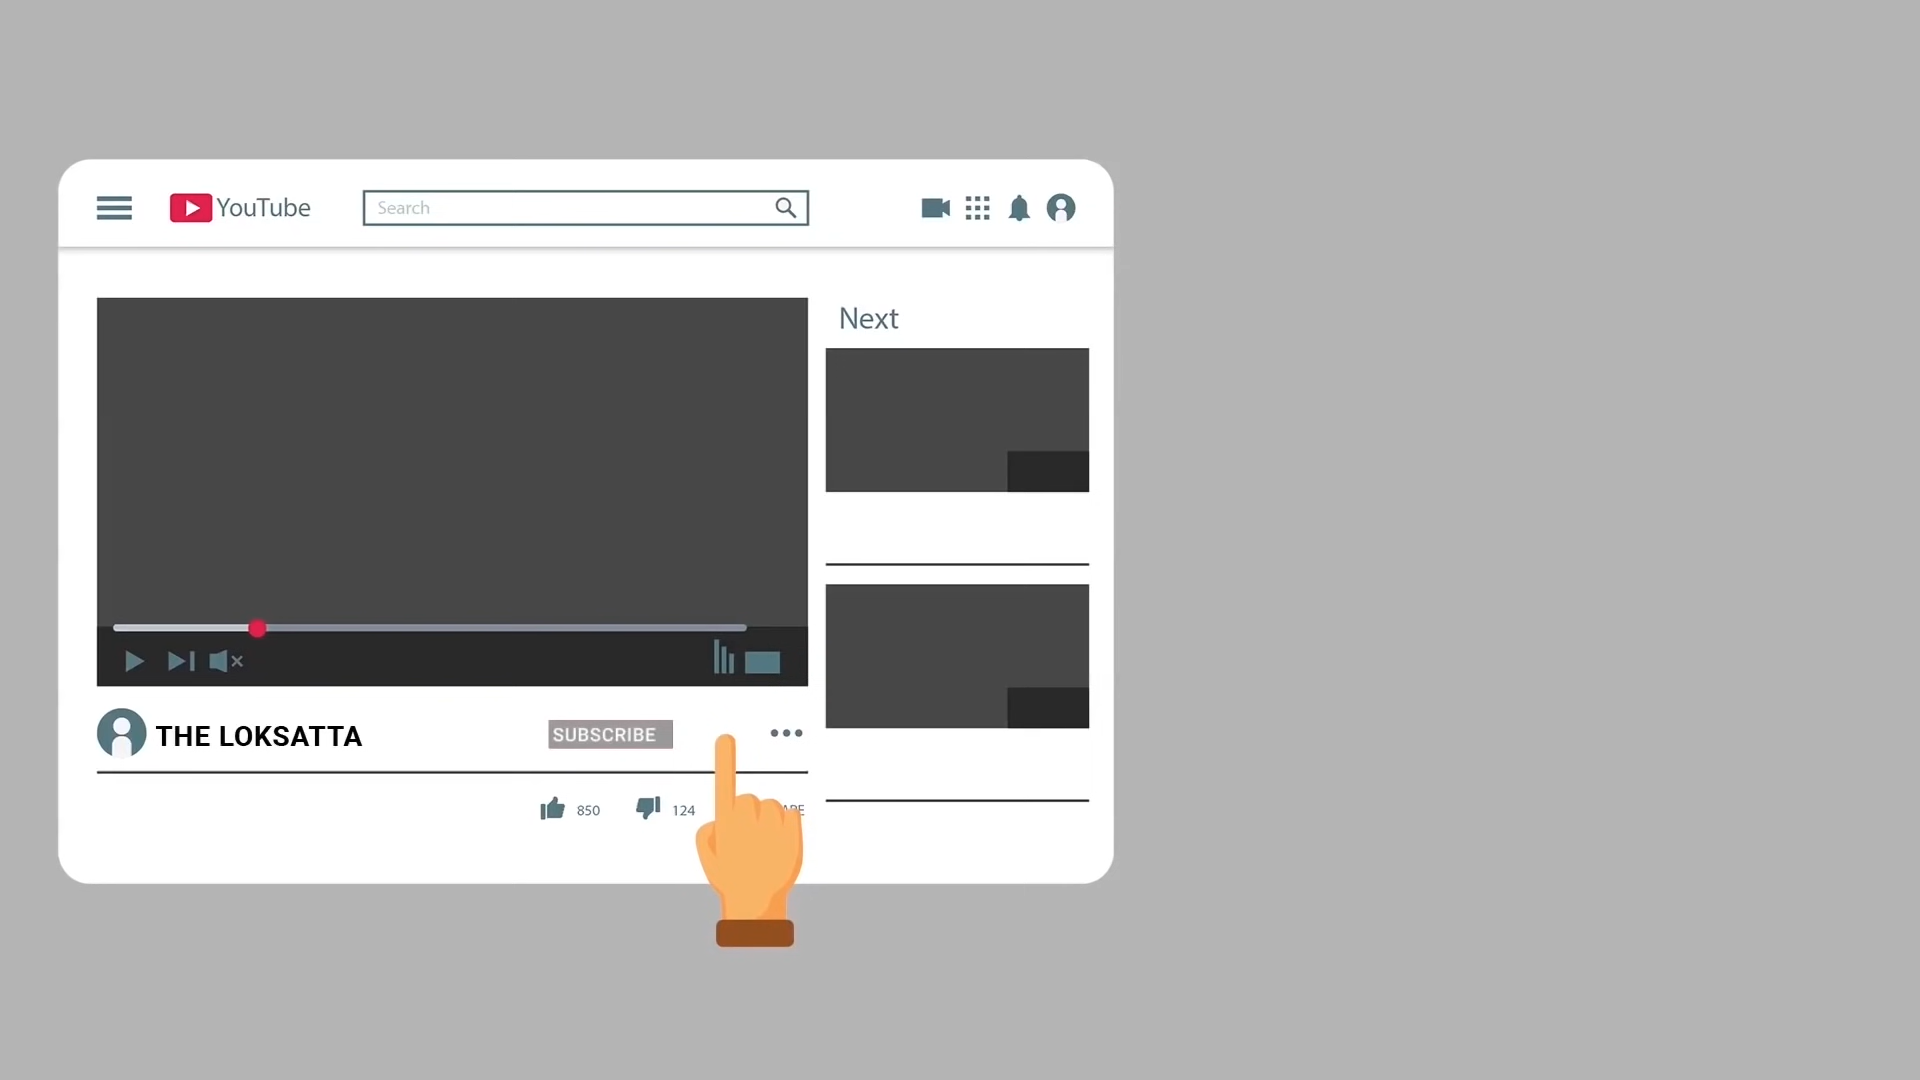 YouTube
Search
Next
THE LOKSATTA
SUBSCRIBE
850
124